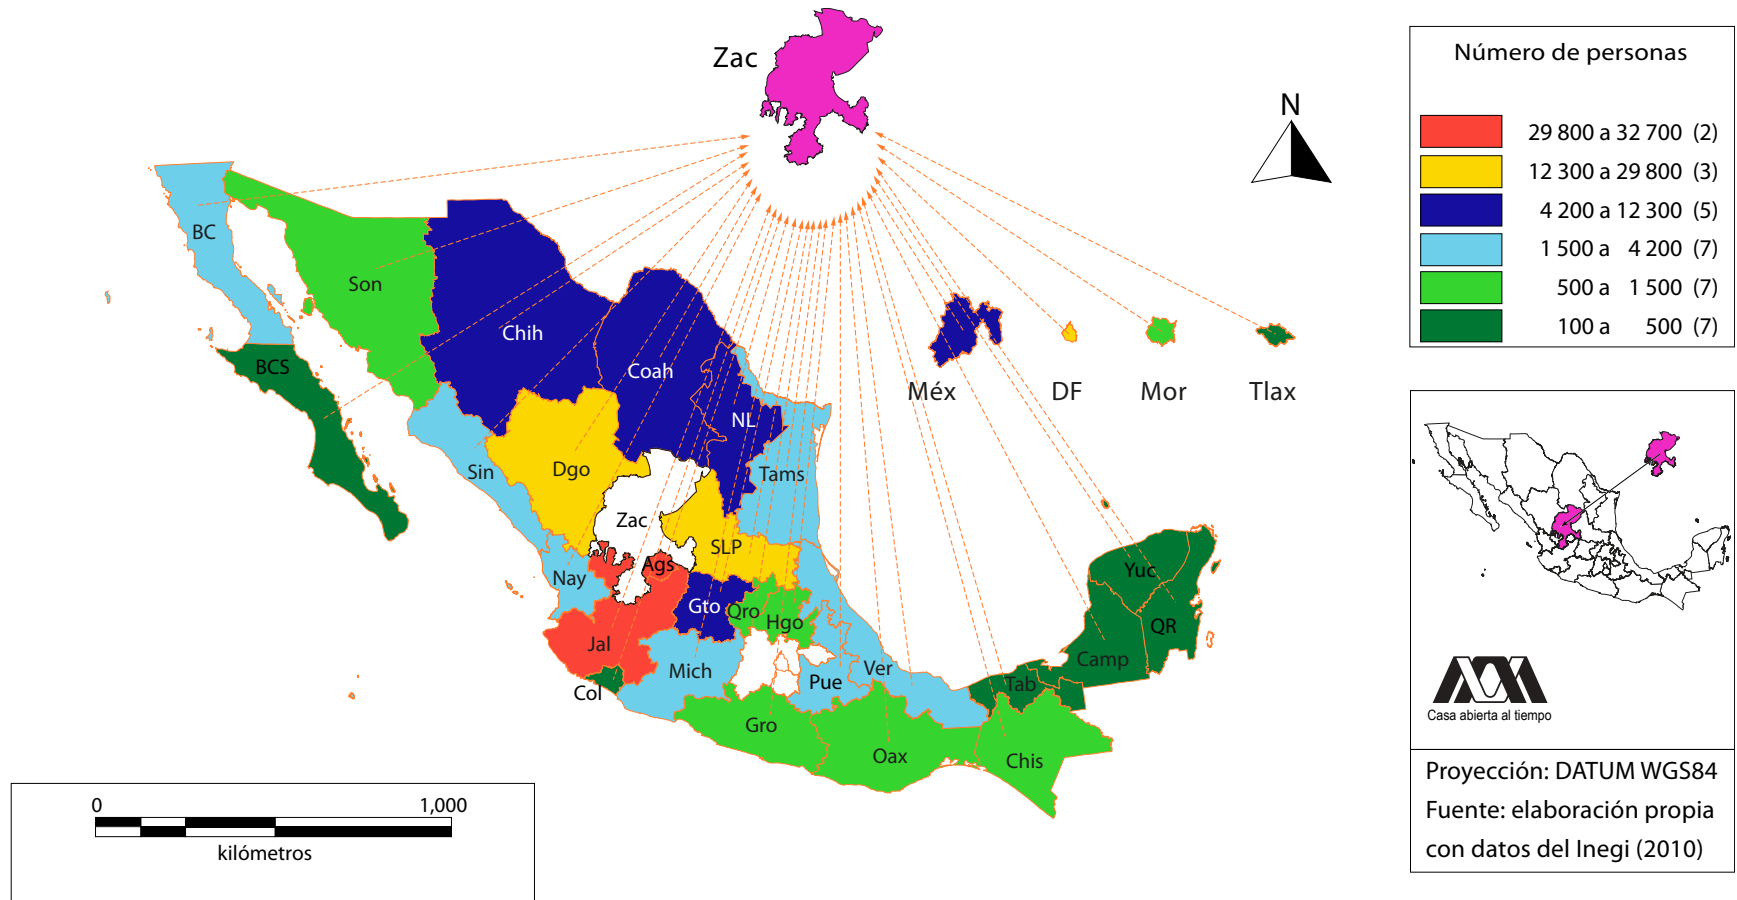 Zac
N
BC
Son
Chih
BCS
Coah
NL
Méx
DF
Mor
Tlax
Sin
Dgo
Tams
Zac
SLP
Nay
Ags
Gto
Qro
Hgo
Jal
Mich
Col
Pue
Ver
Gro
Oax
Chis
Tab
Camp
Yuc
QR
0 1,000
kilómetros
Número de personas
29 800 a 32 700 (2)
12 300 a 29 800 (3)
4 200 a 12 300 (5)
1 500 a 4 200 (7)
500 a 1 500 (7)
100 a 500 (7)
Casa abierta al tiempo
Proyección: DATUM WGS84
Fuente: elaboración propia
con datos del Inegi (2010)